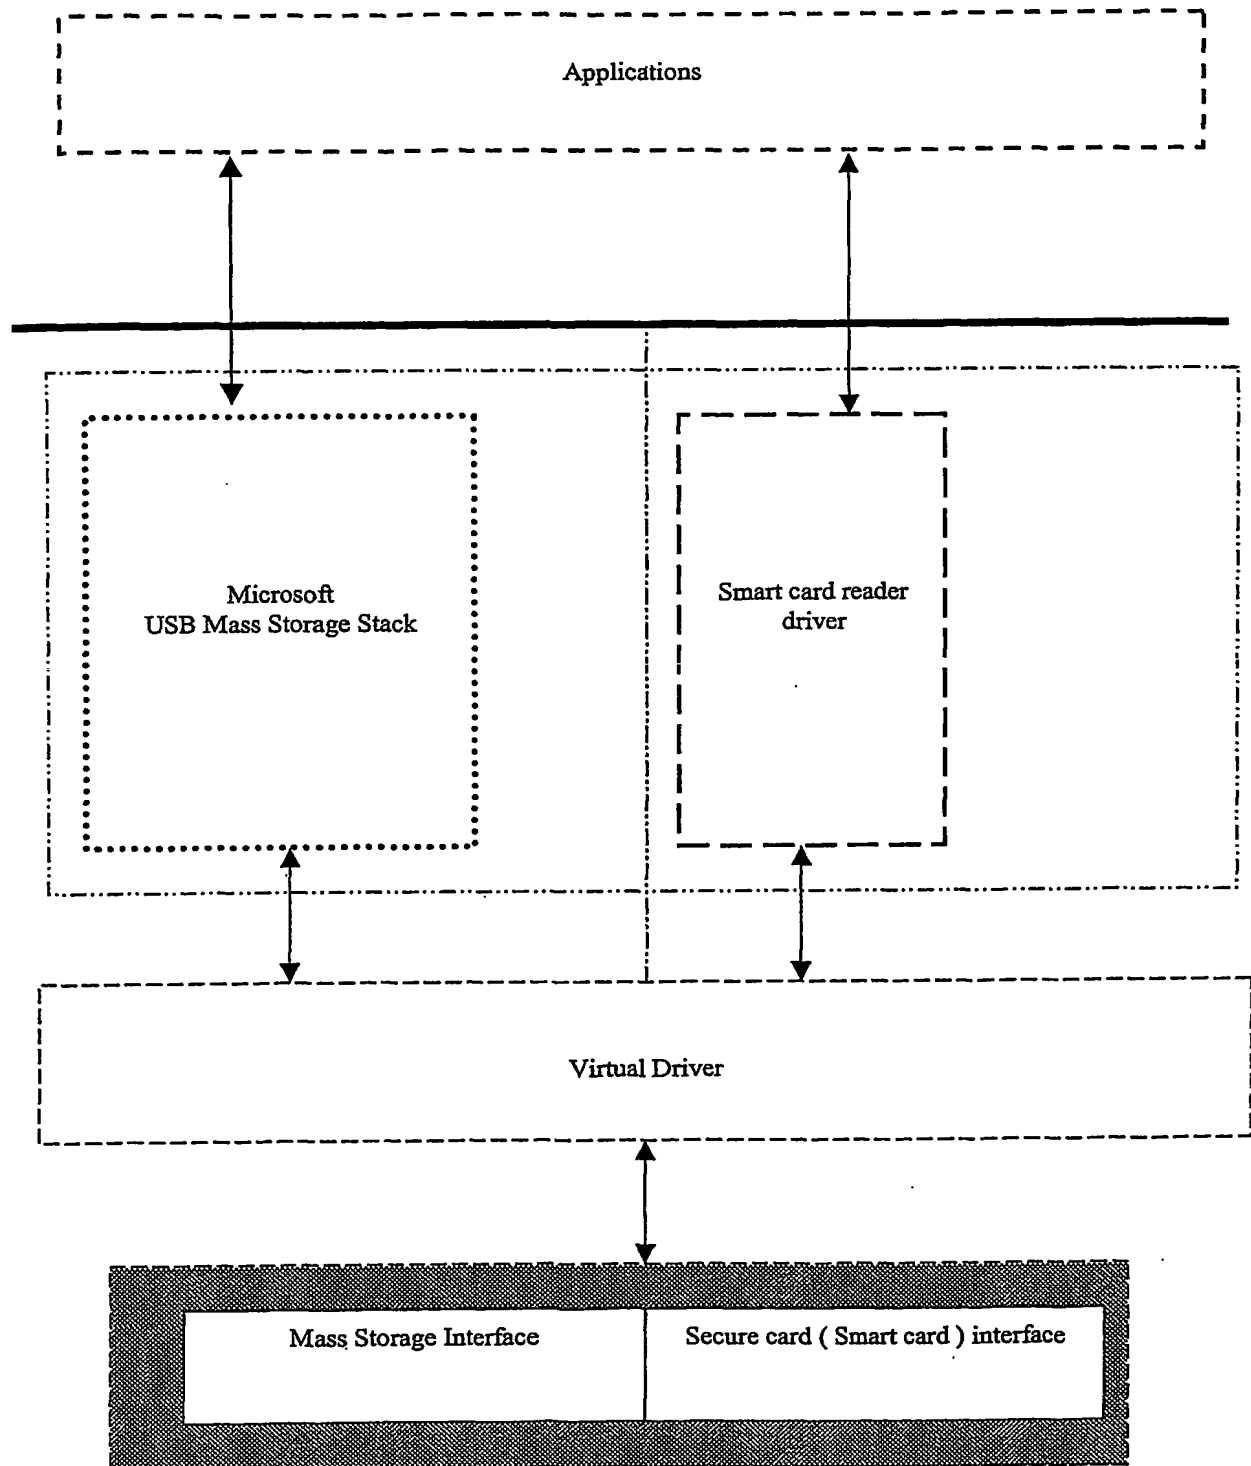 Applications
Microsoft
USB Mass Storage Stack
Smart card reader
driver
Virtual Driver
Mass Storage Interface
Secure card ( Smart card ) interface